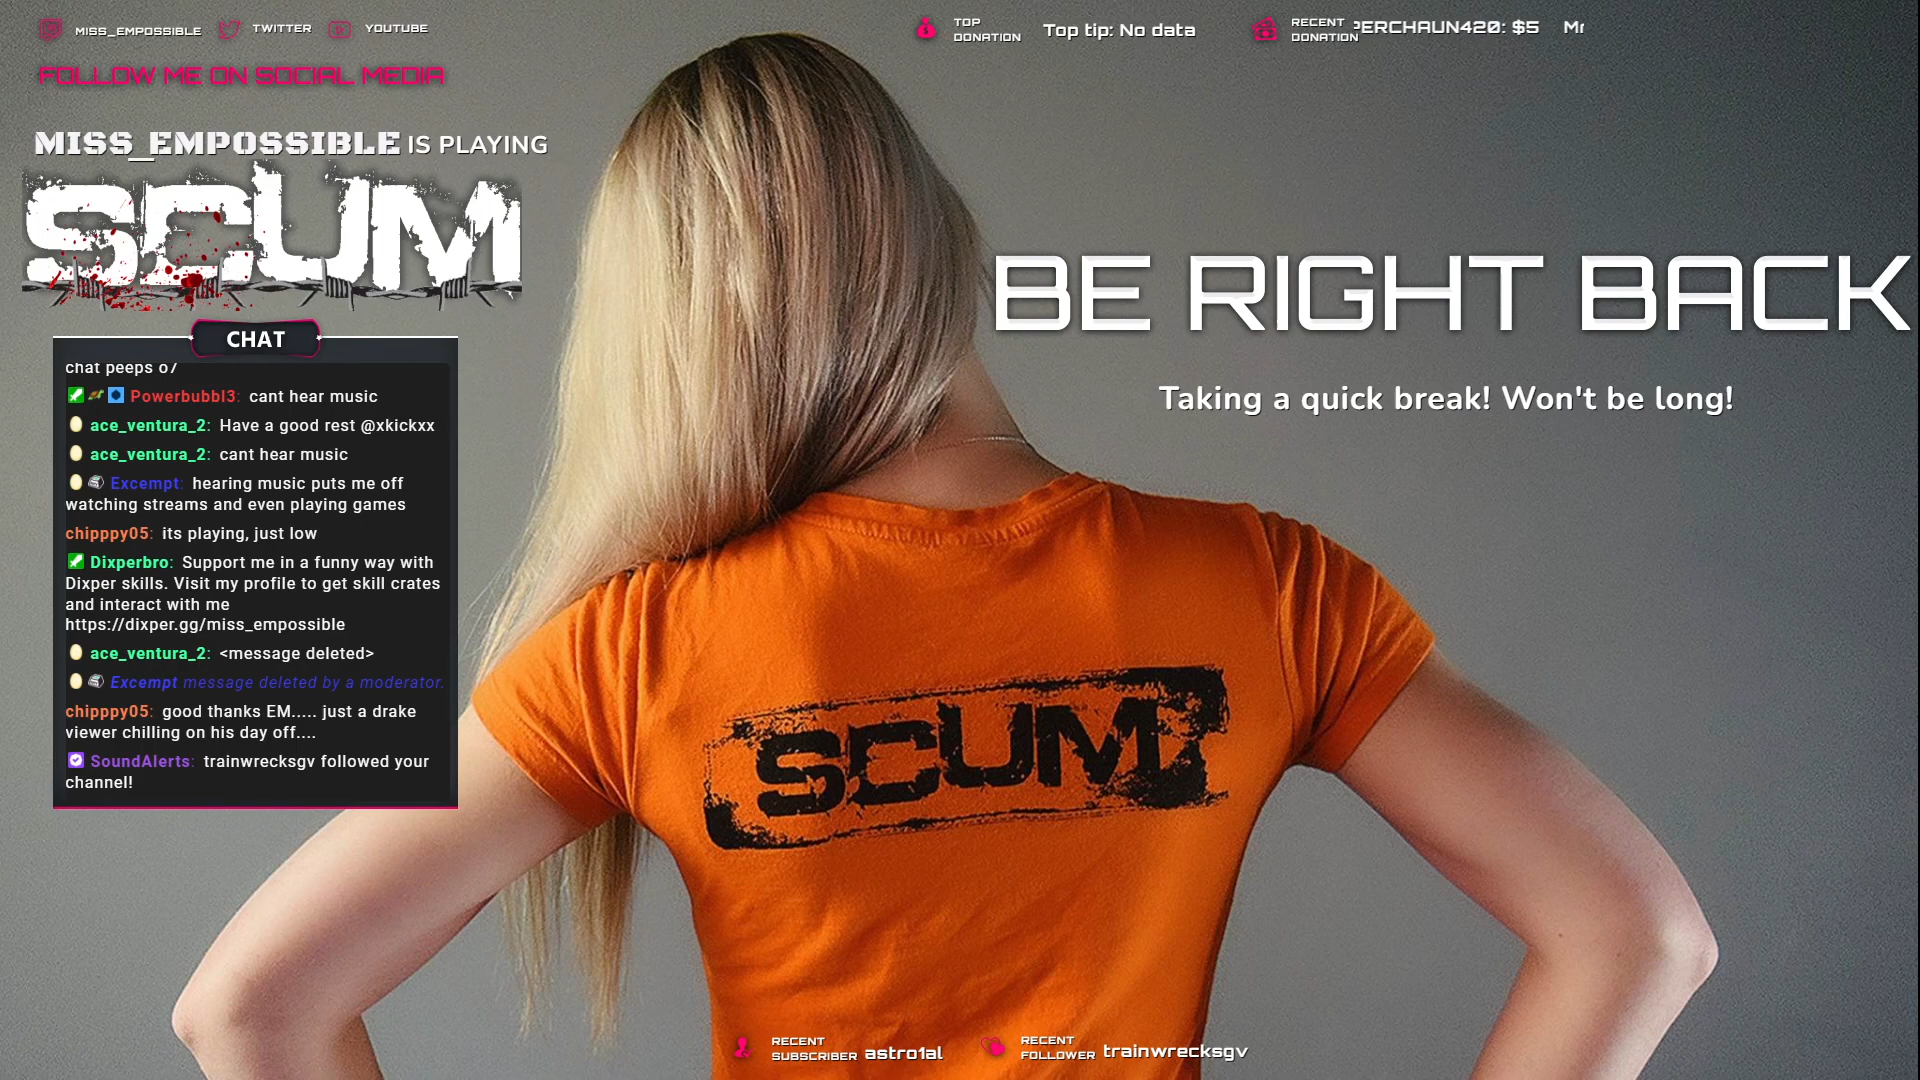 MISS_EMPOSSIBLE TWITTER YOUTUBE
FOLLOW ME ON SOCIAL MEDIA
TOP
DONATION
Top tip: No data
RECENT
DONATION
PERCHAUN420: $5
MISS_EMPOSSIBLE IS PLAYING
SCUM
CHAT
chat peeps o7
Powerbubbl3: cant hear music
ace_ventura_2: Have a good rest @xkickxx
ace_ventura_2: cant hear music
Excempt: hearing music puts me off
watching streams and even playing games
chipppy05: its playing, just low
Dixperbro: Support me in a funny way with
Dixper skills. Visit my profile to get skill crates
and interact with me
https://dixper.gg/miss_empossible
ace_ventura_2: <message deleted>
Excempt message deleted by a moderator.
chipppy05: good thanks EM..... just a drake
viewer chilling on his day off....
SoundAlerts: trainwrecksgv followed your
channel!
BE RIGHT BACK
Taking a quick break! Won't be long!
SCUM
RECENT
SUBSCRIBER
astro1al
RECENT
FOLLOWER
trainwrecksgv